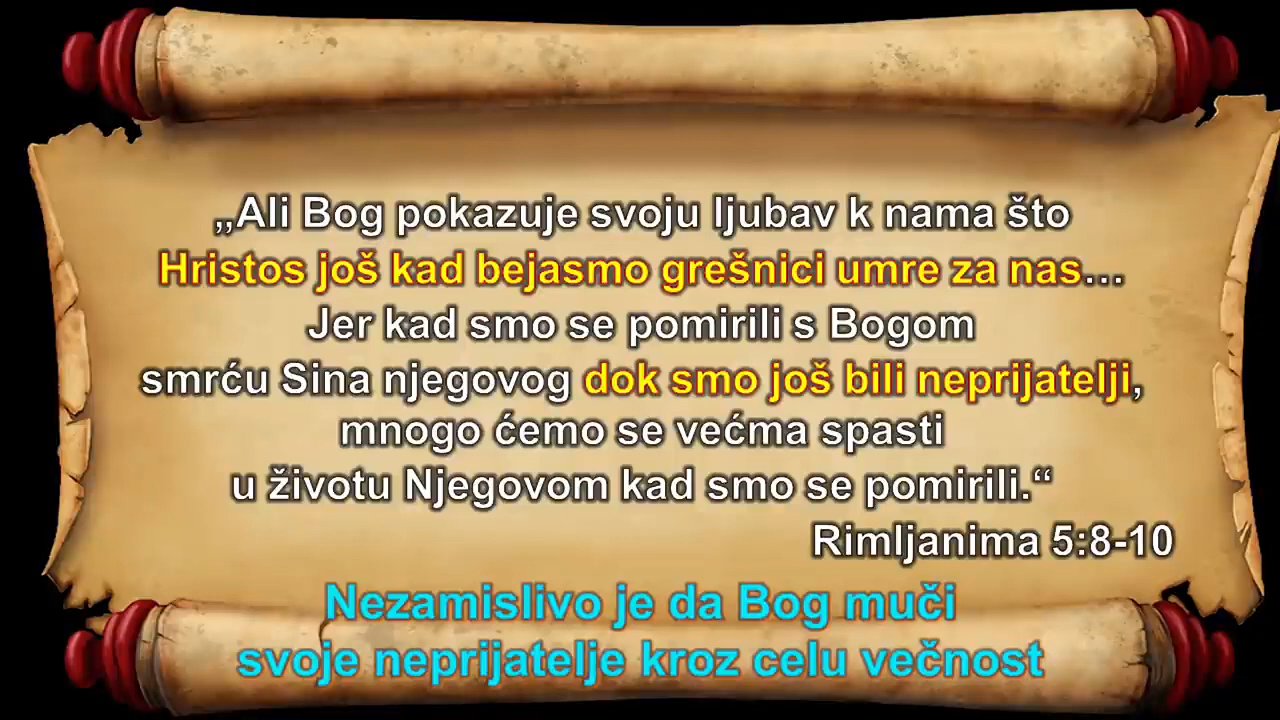 „Ali Bog pokazuje svoju ljubav k nama što
Hristos još kad bejasmo grešnici umre za nas...
Jer kad smo se pomirili s Bogom
smrću Sina njegovog dok smo još bili neprijatelji,
mnogo ćemo se većma spasti
u životu Njegovom kad smo se pomirili.“
Rimljanima 5:8-10
Nezamislivo je da Bog muči
svoje neprijatelje kroz celu večnost